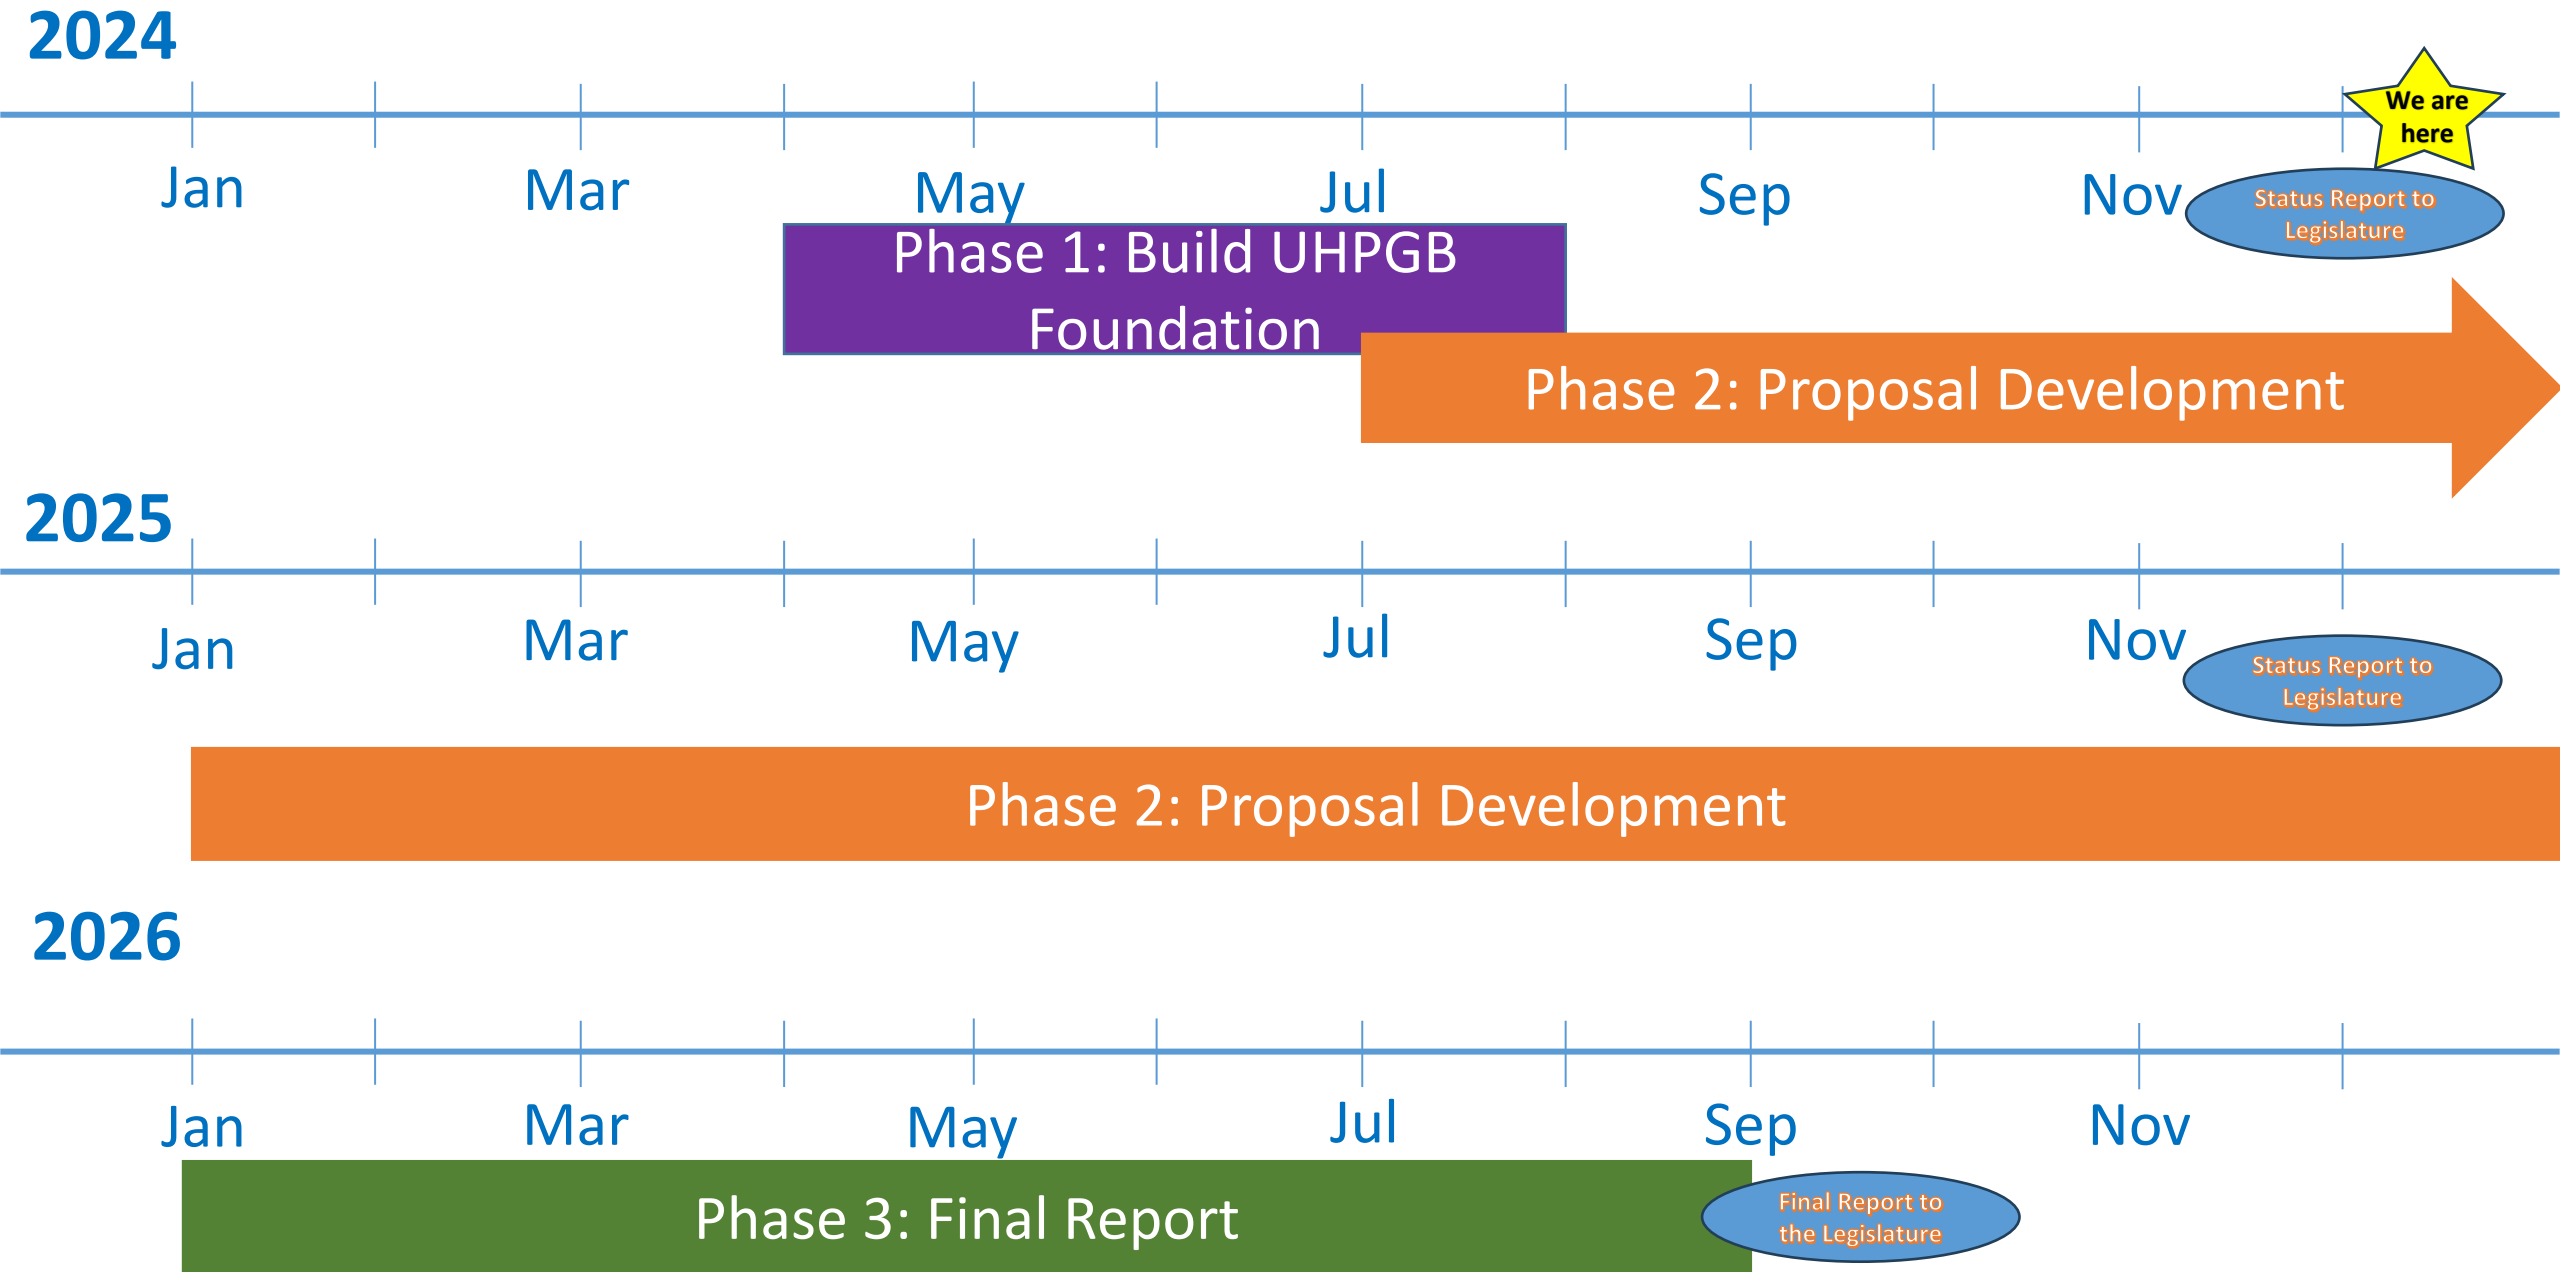 2024
We are
here
Jan Mar May Jul Sep Nov
Status Report to
Legislature
Phase 1: Build UHPGB
Foundation
Phase 2: Proposal Development
2025
Jan Mar May Jul Sep Nov
Status Report to
Legislature
Phase 2: Proposal Development
2026
Jan Mar May Jul Sep Nov
Phase 3: Final Report
Final Report to
the Legislature